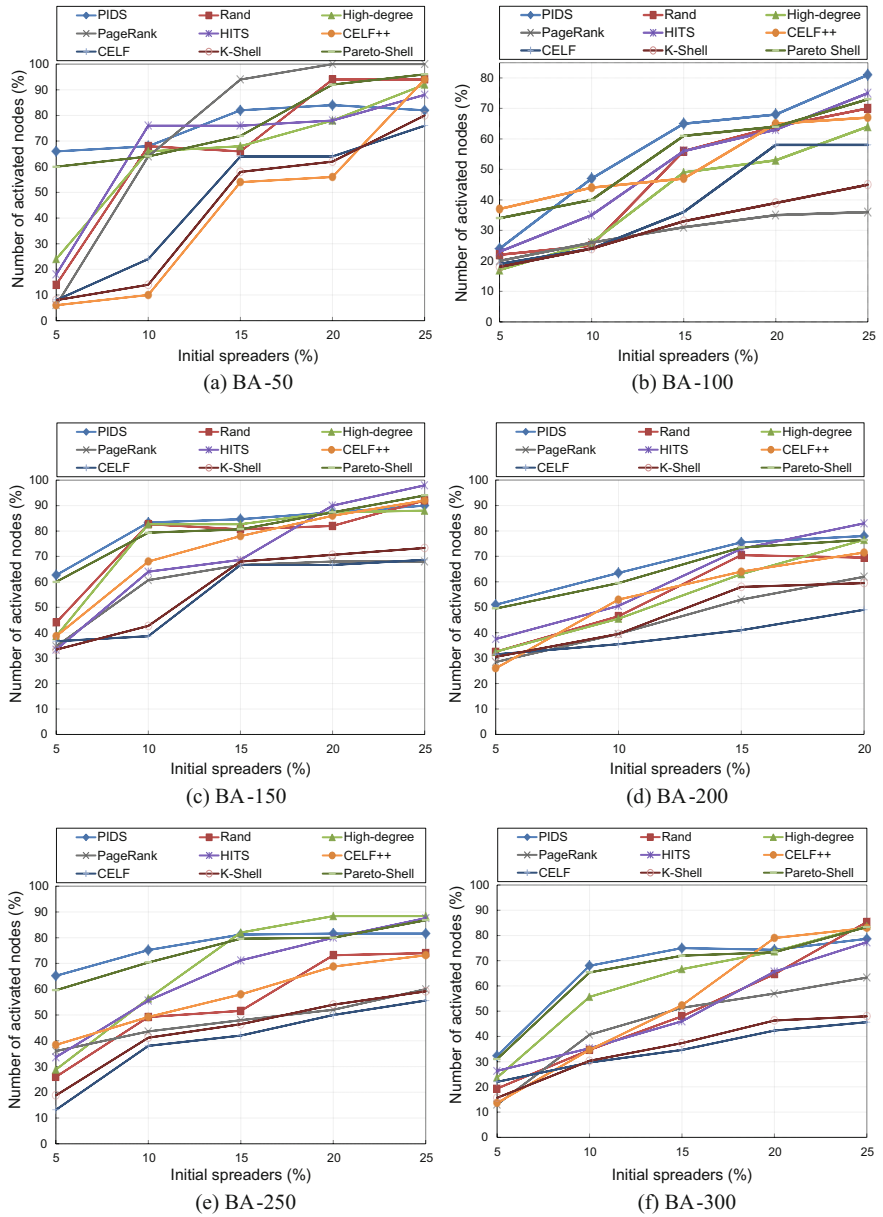 PIDS Rand High-degree
PageRank HITS CELF++
CELF K-Shell Pareto Shell
Number of activated nodes (%)
100
90
80
70
60
50
40
30
20
10
0
5 10 15 20 25
Initial spreaders (%)
(a) BA-50
PIDS Rand High-degree
PageRank HITS CELF++
CELF K-Shell Pareto Shell
Number of activated nodes (%)
80
70
60
50
40
30
20
10
0
5 10 15 20 25
Initial spreaders (%)
(b) BA-100
PIDS Rand High-degree
PageRank HITS CELF++
CELF K-Shell Pareto-Shell
Number of activated nodes (%)
100
90
80
70
60
50
40
30
20
10
0
5 10 15 20 25
Initial spreaders (%)
(c) BA-150
PIDS Rand High-degree
PageRank HITS CELF++
CELF K-Shell Pareto-Shell
Number of activated nodes (%)
100
90
80
70
60
50
40
30
20
10
0
5 10 15 20
Initial spreaders (%)
(d) BA-200
PIDS Rand High-degree
PageRank HITS CELF++
CELF K-Shell Pareto-Shell
Number of activated nodes (%)
100
90
80
70
60
50
40
30
20
10
0
5 10 15 20 25
Initial spreaders (%)
(e) BA-250
PIDS Rand High-degree
PageRank HITS CELF++
CELF K-Shell Pareto-Shell
Number of activated nodes (%)
100
90
80
70
60
50
40
30
20
10
0
5 10 15 20 25
Initial spreaders (%)
(f) BA-300